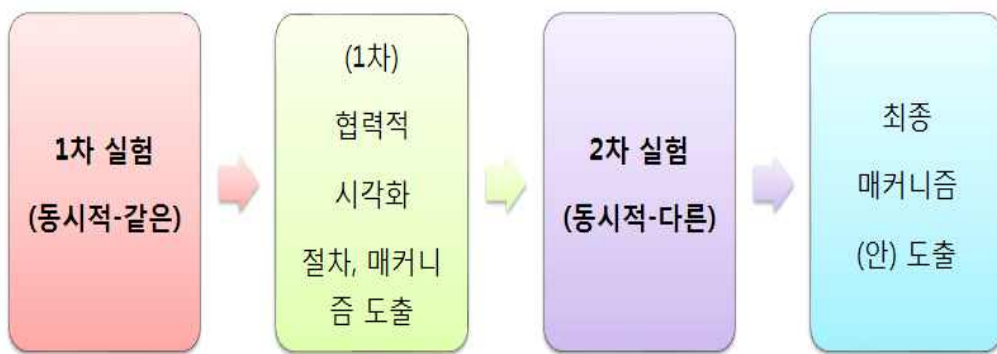 1차 실험
(동시적-같은)
(1차)
협력적
시각화
절차, 매커니
즘 도출
2차 실험
(동시적-다른)
최종
매커니즘
(안) 도출